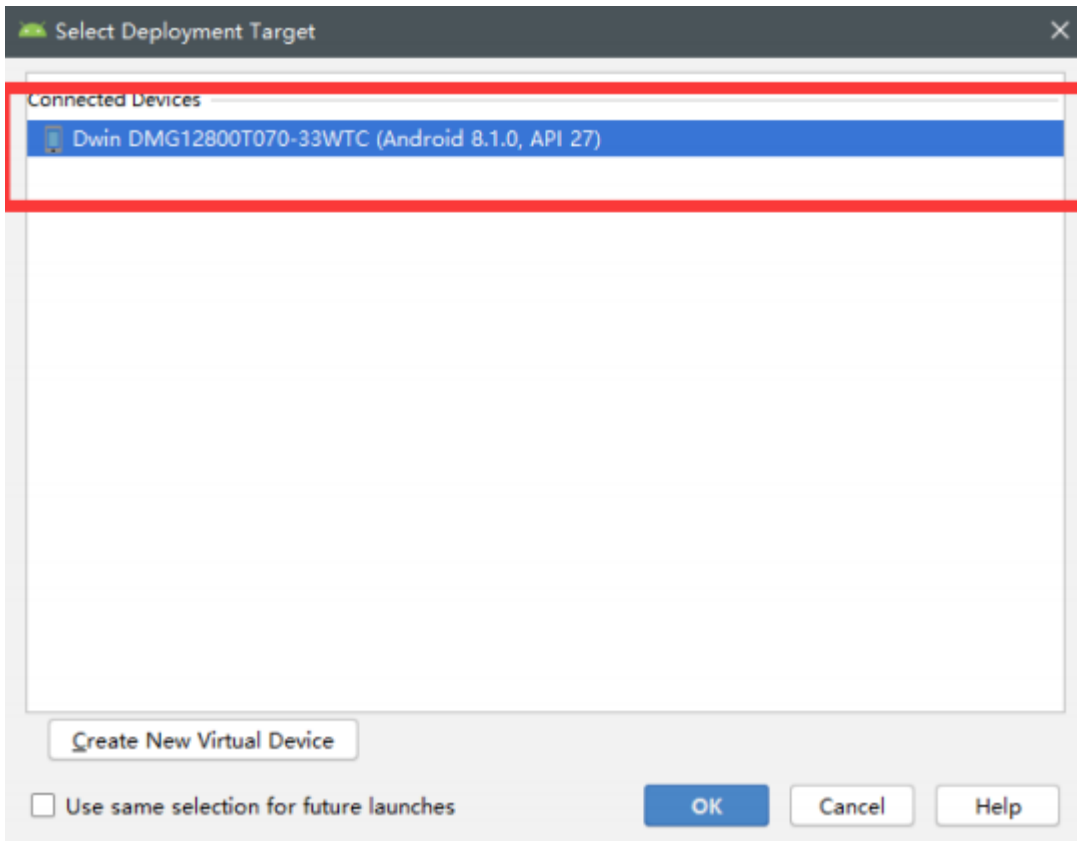 Select Deployment Target
Connected Devices
Dwin DMG12800T070-33WTC (Android 8.1.0, API 27)
Create New Virtual Device
Use same selection for future launches
OK
Cancel
Help